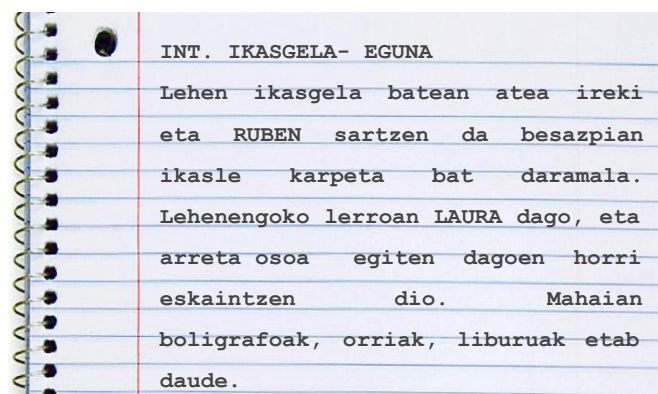 INT. IKASGELA- EGUNA
Lehen ikasgela batean atea ireki
eta RUBEN sartzen da besazpian
ikasle karpeta bat daramala.
Lehenengoko lerroan LAURA dago, eta
arreta osoa egiten dagoen horri
eskaintzen dio. Mahaian
boligrafoak, orriak, liburuak etab
daude.